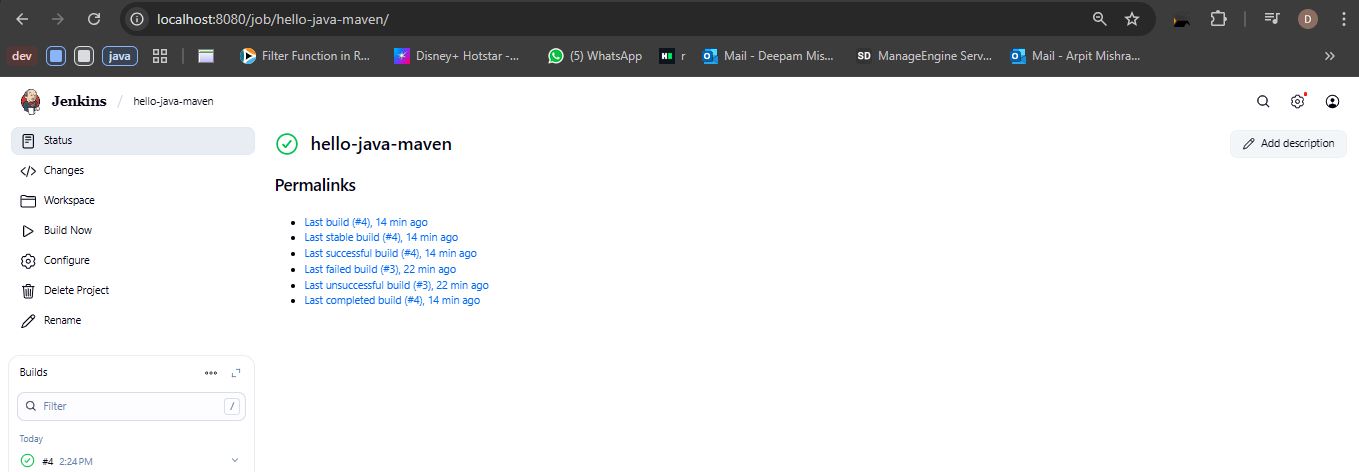 localhost:8080/job/hello-java-maven/
dev java Filter Function in R... Disney+ Hotstar -... (5) WhatsApp r Mail - Deepam Mis... SD ManageEngine Serv... Mail - Arpit Mishra... »
D
Jenkins / hello-java-maven
Status
Changes
Workspace
Build Now
Configure
Delete Project
Rename
Builds
Filter /
Today
#4 2:24 PM
hello-java-maven
Add description
Permalinks
Last build (#4), 14 min ago
Last stable build (#4), 14 min ago
Last successful build (#4), 14 min ago
Last failed build (#3), 22 min ago
Last unsuccessful build (#3), 22 min ago
Last completed build (#4), 14 min ago